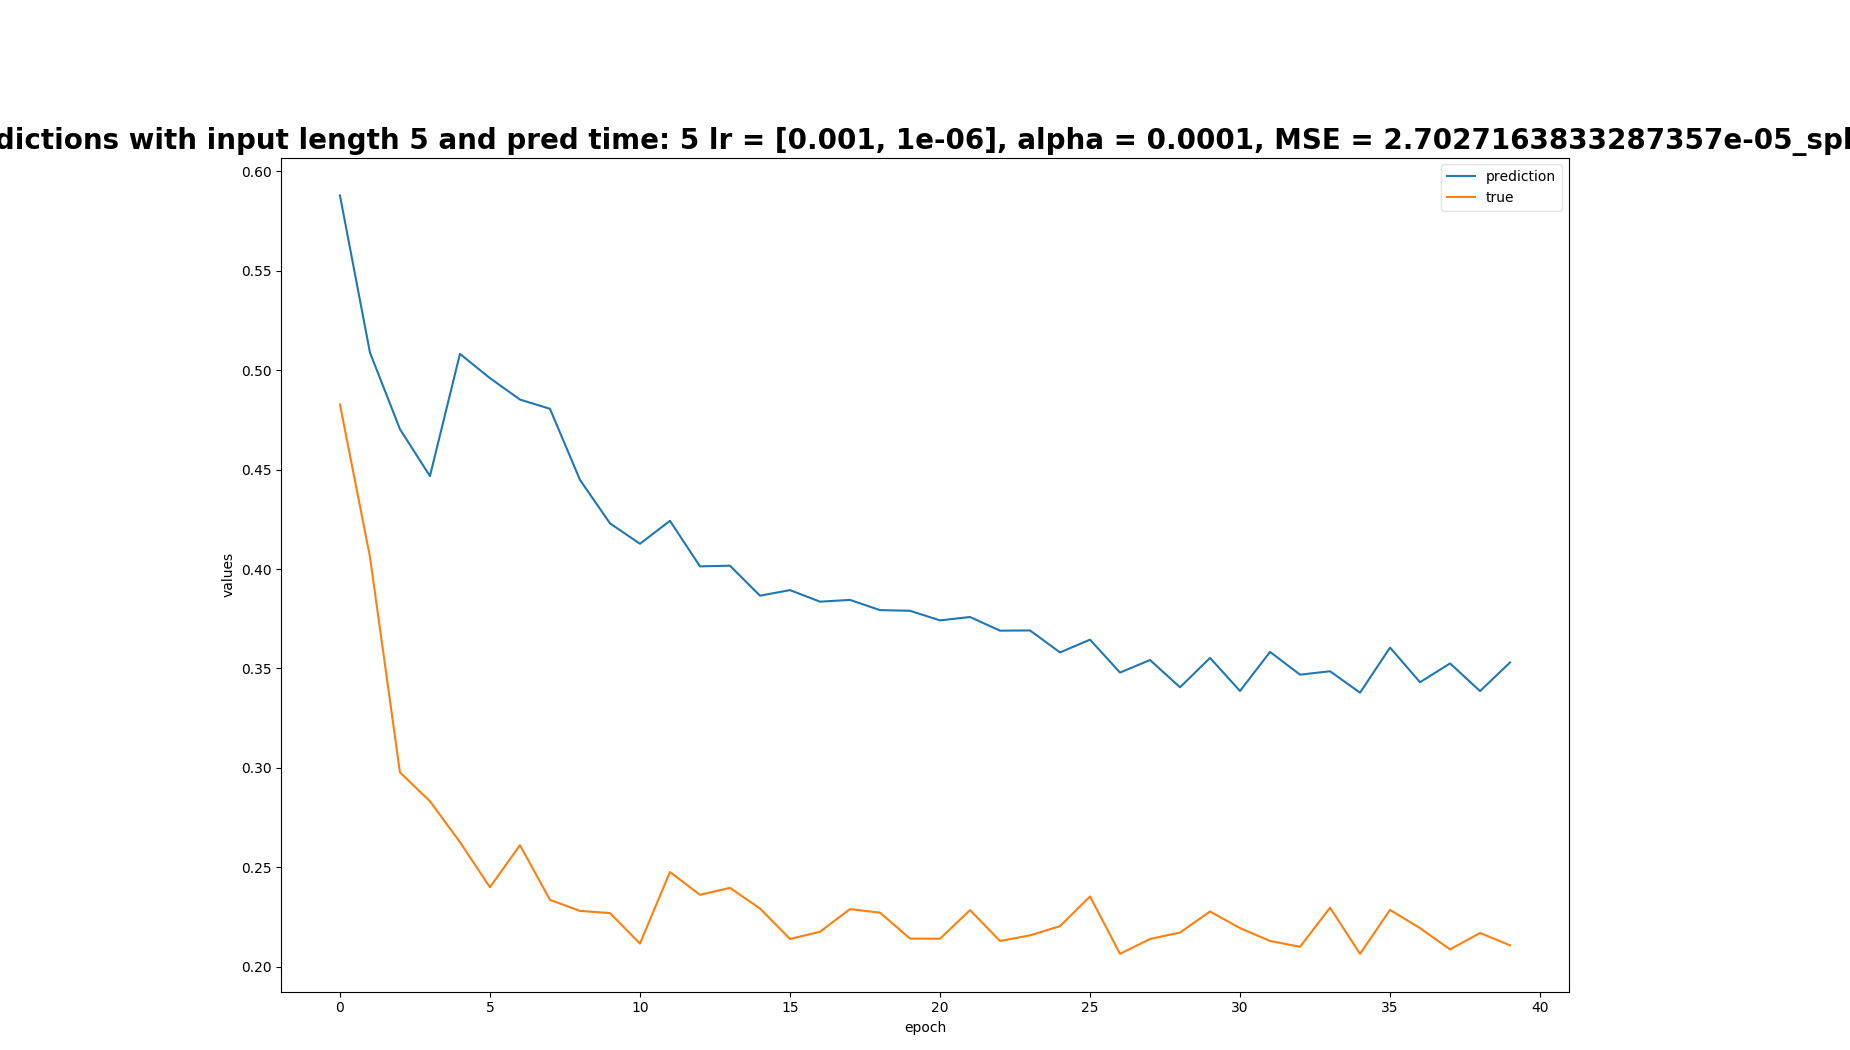 dictions with input length 5 and pred time: 5 lr = [0.001, 1e-06], alpha = 0.0001, MSE = 2.7027163833287357e-05_spl
prediction
true
0.60
0.55
0.50
0.45
0.40
0.35
0.30
0.25
0.20
values
0 5 10 15 20 25 30 35 40
epoch